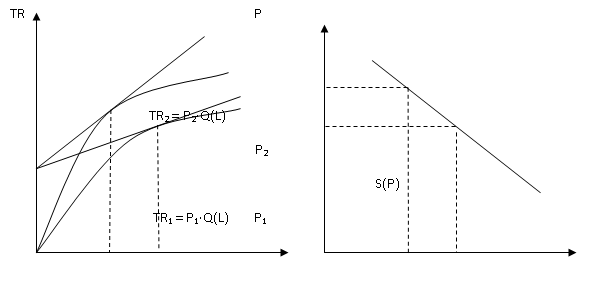 TR
P
TR₂ = P₂·Q(L)
P₂
S(P)
TR₁ = P₁·Q(L)
P₁